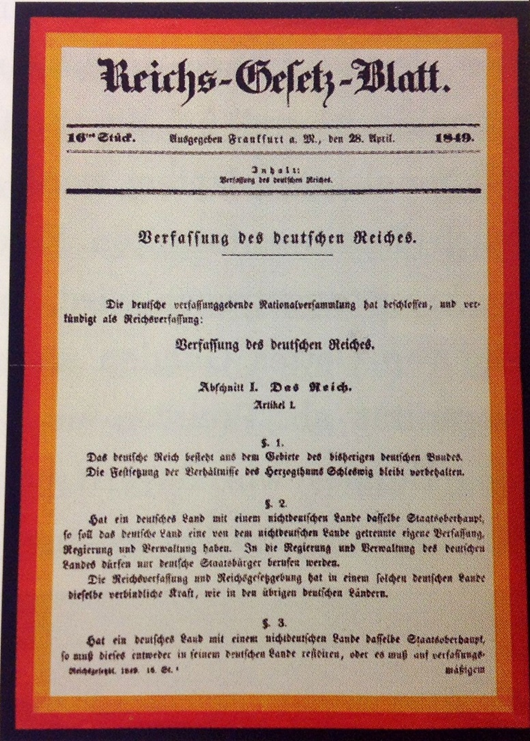 Reichs-Gesetz-Blatt.
16tes Stück. Ausgegeben Frankfurt a. M., den 28. April. 1849.
Inhalt:
Verfassung des deutschen Reiches.
Verfassung des deutschen Reiches.
Die deutsche verfassunggebende Nationalversammlung hat beschlossen, und ver-
kündigt als Reichsverfassung:
Verfassung des deutschen Reiches.
Abschnitt I. Das Reich.
Artikel I.
§. 1.
Das deutsche Reich besteht aus dem Gebiete des bisherigen deutschen Bundes.
Die Festsetzung der Verhältnisse des Herzogthums Schleswig bleibt vorbehalten.
§. 2.
Hat ein deutsches Land mit einem nichtdeutschen Lande dasselbe Staatsoberhaupt,
so soll das deutsche Land eine von dem nichtdeutschen Lande getrennte eigene Verfassung,
Regierung und Verwaltung haben. In die Regierung und Verwaltung des deutschen
Landes dürfen nur deutsche Staatsbürger berufen werden.
Die Reichsverfassung und Reichsgesetzgebung hat in einem solchen deutschen Lande
dieselbe verbindliche Kraft, wie in den übrigen deutschen Ländern.
§. 3.
Hat ein deutsches Land mit einem nichtdeutschen Lande dasselbe Staatsoberhaupt,
so muß dieses entweder in seinem deutschen Lande residiren, oder es muß auf verfassungs-
Reichsgesetzbl. 1849. 16. St. mäßigem